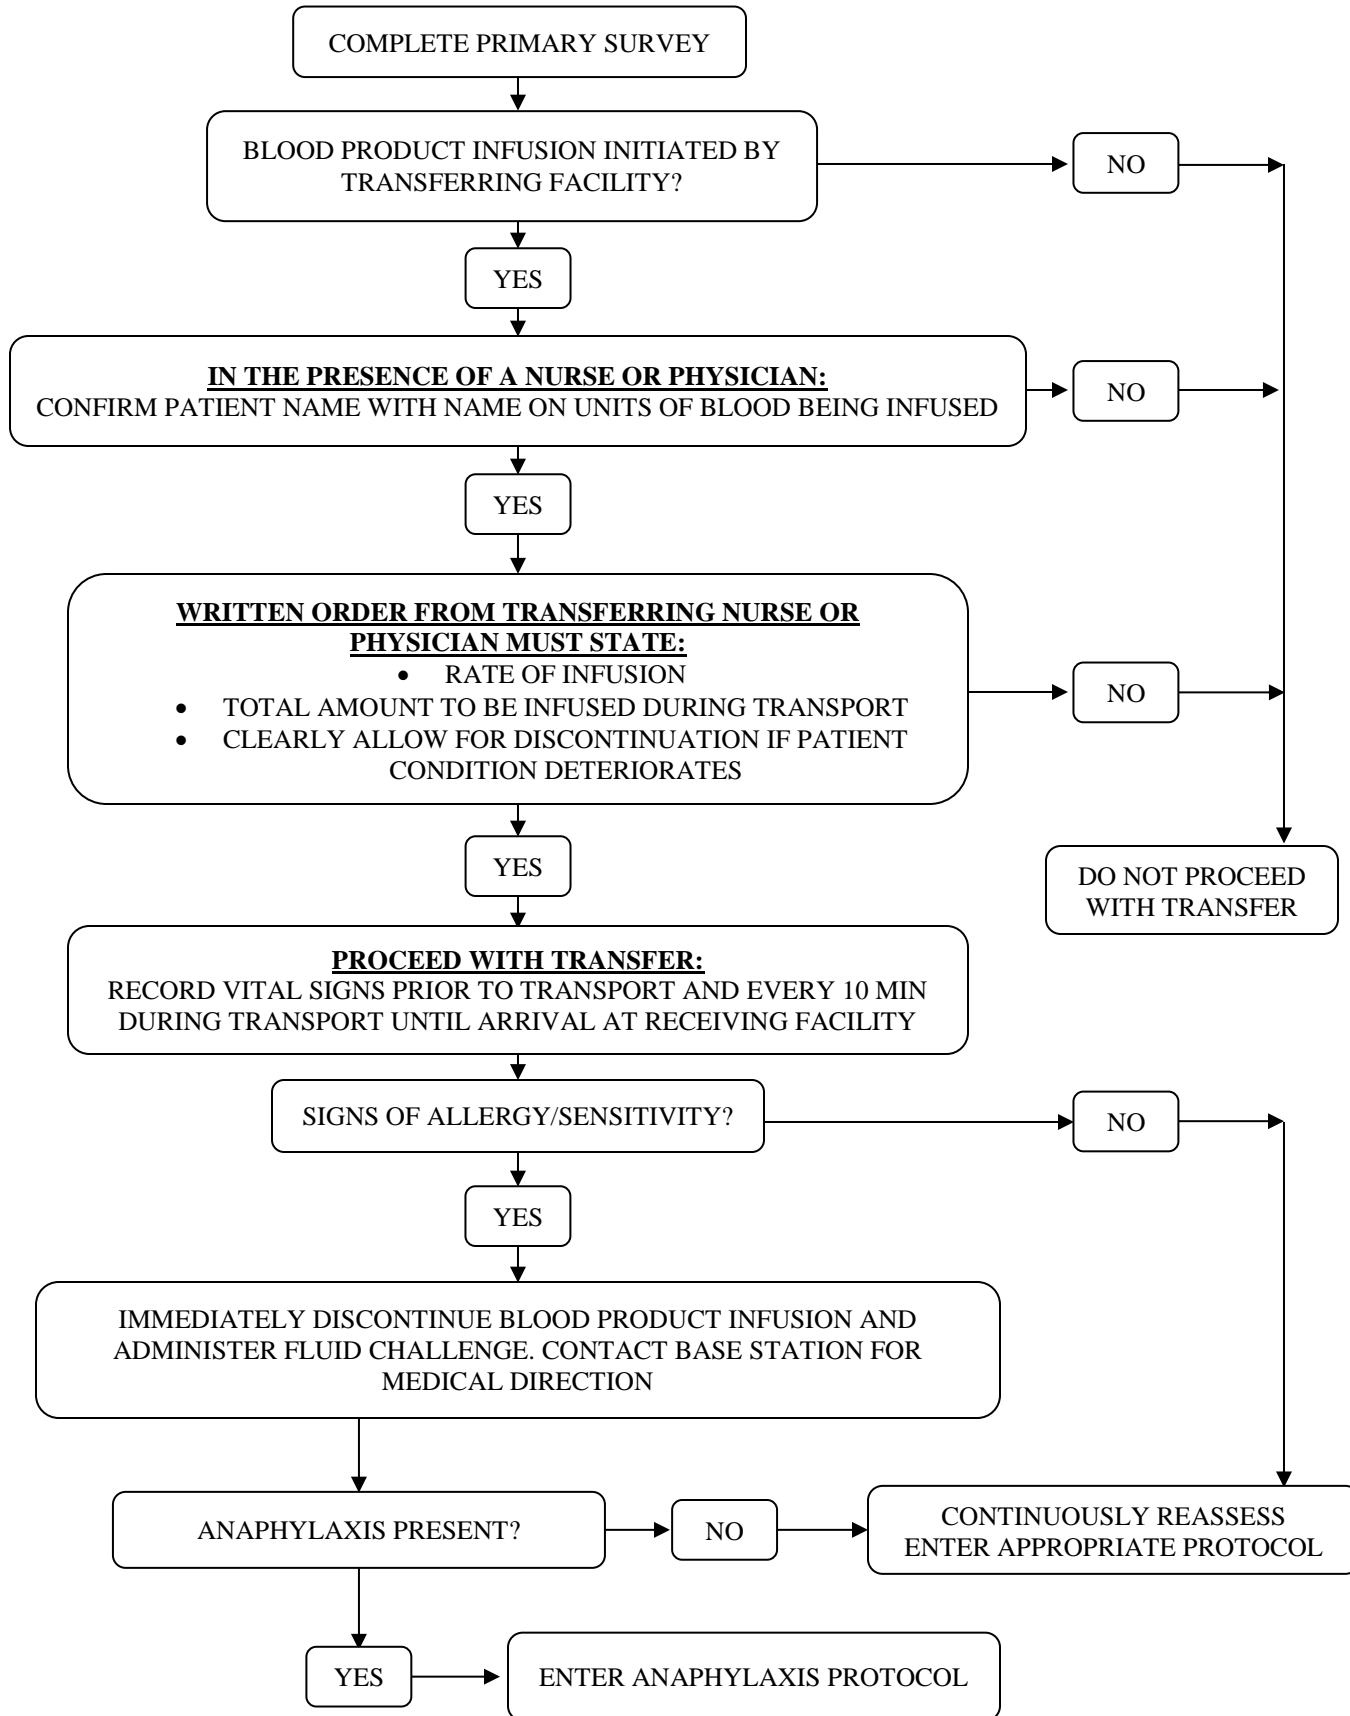 COMPLETE PRIMARY SURVEY
BLOOD PRODUCT INFUSION INITIATED BY
TRANSFERRING FACILITY?
NO
YES
IN THE PRESENCE OF A NURSE OR PHYSICIAN:
CONFIRM PATIENT NAME WITH NAME ON UNITS OF BLOOD BEING INFUSED
NO
YES
WRITTEN ORDER FROM TRANSFERRING NURSE OR
PHYSICIAN MUST STATE:
• RATE OF INFUSION
• TOTAL AMOUNT TO BE INFUSED DURING TRANSPORT
• CLEARLY ALLOW FOR DISCONTINUATION IF PATIENT
CONDITION DETERIORATES
NO
YES
DO NOT PROCEED
WITH TRANSFER
PROCEED WITH TRANSFER:
RECORD VITAL SIGNS PRIOR TO TRANSPORT AND EVERY 10 MIN
DURING TRANSPORT UNTIL ARRIVAL AT RECEIVING FACILITY
SIGNS OF ALLERGY/SENSITIVITY?
NO
YES
IMMEDIATELY DISCONTINUE BLOOD PRODUCT INFUSION AND
ADMINISTER FLUID CHALLENGE. CONTACT BASE STATION FOR
MEDICAL DIRECTION
ANAPHYLAXIS PRESENT?
NO
CONTINUOUSLY REASSESS
ENTER APPROPRIATE PROTOCOL
YES
ENTER ANAPHYLAXIS PROTOCOL